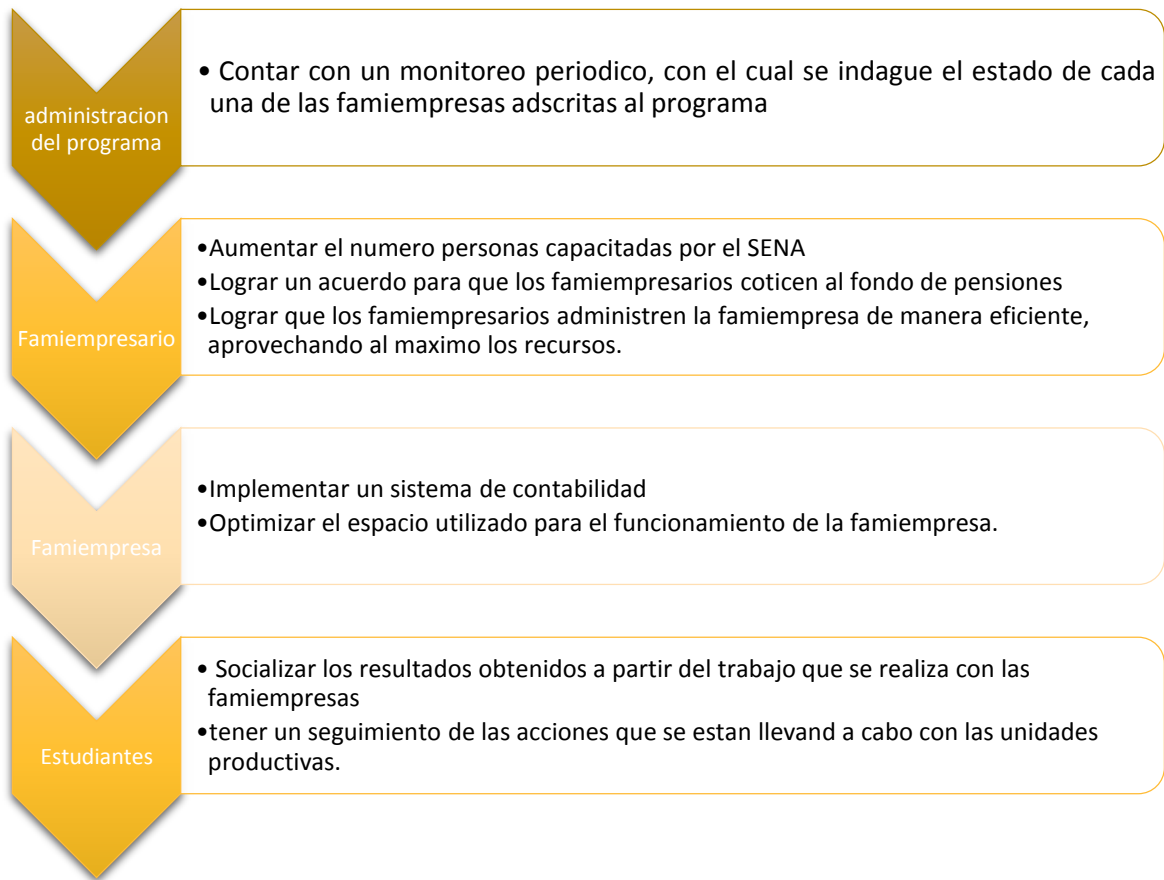 administracion
del programa
• Contar con un monitoreo periodico, con el cual se indague el estado de cada
una de las famiempresas adscritas al programa
Famiempresario
•Aumentar el numero personas capacitadas por el SENA
•Lograr un acuerdo para que los famiempresarios coticen al fondo de pensiones
•Lograr que los famiempresarios administren la famiempresa de manera eficiente,
aprovechando al maximo los recursos.
Famiempresa
•Implementar un sistema de contabilidad
•Optimizar el espacio utilizado para el funcionamiento de la famiempresa.
Estudiantes
• Socializar los resultados obtenidos a partir del trabajo que se realiza con las
famiempresas
•tener un seguimiento de las acciones que se estan llevand a cabo con las unidades
productivas.